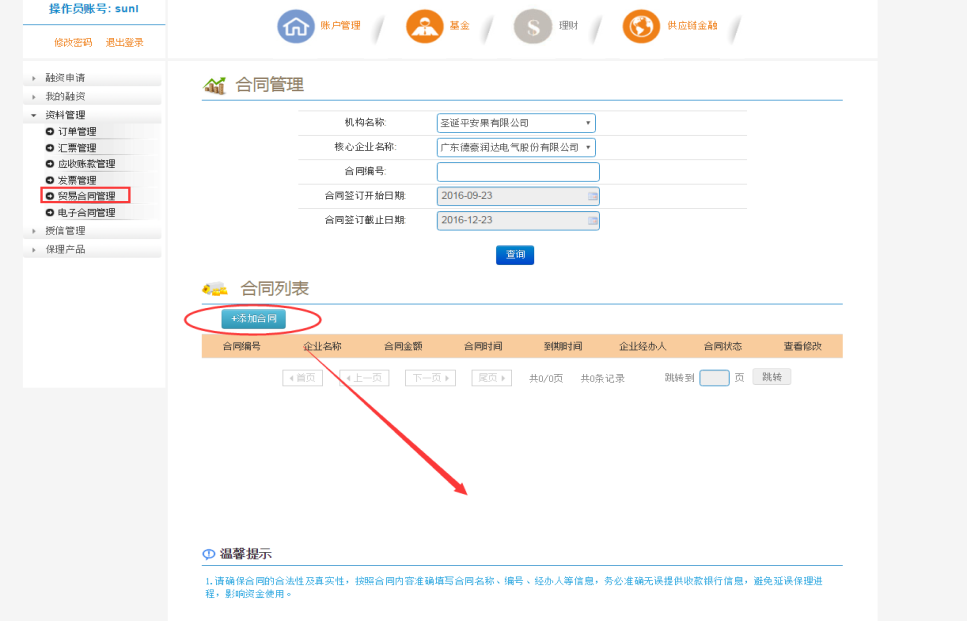 操作员账号: sunl
修改密码 退出登录
账户管理 基金 理财 供应链金融
融资申请
我的融资
资料管理
订单管理
汇票管理
应收账款管理
发票管理
贸易合同管理
电子合同管理
授信管理
保理产品
合同管理
机构名称: 圣诞平安果有限公司
核心企业名称: 广东德豪润达电气股份有限公司
合同编号:
合同签订开始日期: 2016-09-23
合同签订截止日期: 2016-12-23
查询
合同列表
+添加合同
合同编号 企业名称 合同金额 合同时间 到期时间 企业经办人 合同状态 查看修改
首页 上一页 下一页 尾页 共0/0页 共0条记录 跳转到 页 跳转
温馨提示
1.请确保合同的合法性及真实性，按照合同内容准确填写合同名称、编号、经办人等信息，务必准确无误提供收款银行信息，避免延误保理进
程，影响资金使用。